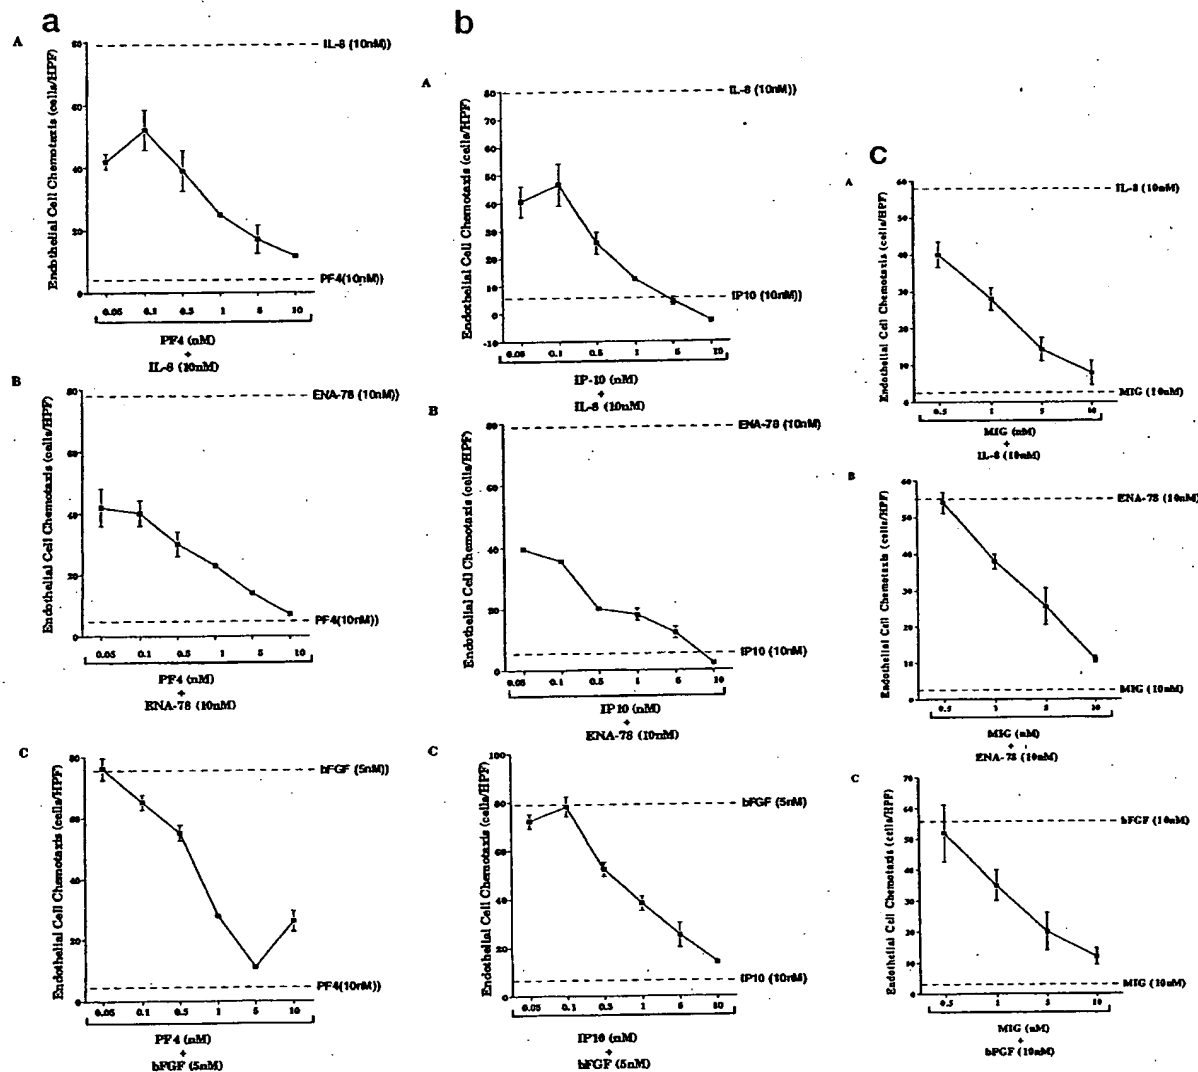 a
A
Endothelial Cell Chemotaxis (cells/HPF)
80
60
40
20
0
IL-8 (10nM))
PF4(10nM))
0.05
0.5
1
5
10
PF4 (nM)
+
IL-8 (10nM)
B
Endothelial Cell Chemotaxis (cells/HPF)
80
60
40
20
0
ENA-78 (10nM))
PF4(10nM))
0.05 0.1 0.5 1 5 10
PF4 (nM)
+
ENA-78 (10nM)
C
Endothelial Cell Chemotaxis (cells/HPF)
80
60
40
20
0
bFGF (5nM))
PF4(10nM))
0.05 0.1 0.5 1 5 10
PF4 (nM)
+
bFGF (5nM)
b
A
Endothelial Cell Chemotaxis (cells/HPF)
80
70
60
50
40
30
20
10
0
-10
IL-8 (10nM))
IP10 (10nM))
0.05 0.1 0.5 1 5 10
IP-10 (nM)
+
IL-8 (10nM)
B
Endothelial Cell Chemotaxis (cells/HPF)
80
60
40
20
0
ENA-78 (10nM)
IP10 (10nM)
0.05 0.1 0.5 1 5 10
IP10 (nM)
+
ENA-78 (10nM)
C
Endothelial Cell Chemotaxis (cells/HPF)
100
80
60
40
20
0
bFGF (5nM)
IP10 (10nM)
0.05 0.1 0.5 1 5 10
IP10 (nM)
+
bFGF (5nM)
C
A
Endothelial Cell Chemotaxis (cells/HPF)
60
50
40
30
20
10
0
IL-8 (10nM)
MIG (10nM)
0.5 1 5 10
MIG (nM)
+
IL-8 (10nM)
B
Endothelial Cell Chemotaxis (cells/HPF)
60
50
40
30
20
10
0
ENA-78 (10nM)
MIG (10nM)
0.5 1 5 10
MIG (nM)
+
ENA-78 (10nM)
C
Endothelial Cell Chemotaxis (cells/HPF)
70
60
50
40
30
20
10
0
bFGF (10nM)
MIG (10nM)
0.5 1 5 10
MIG (nM)
+
bFGF (10nM)